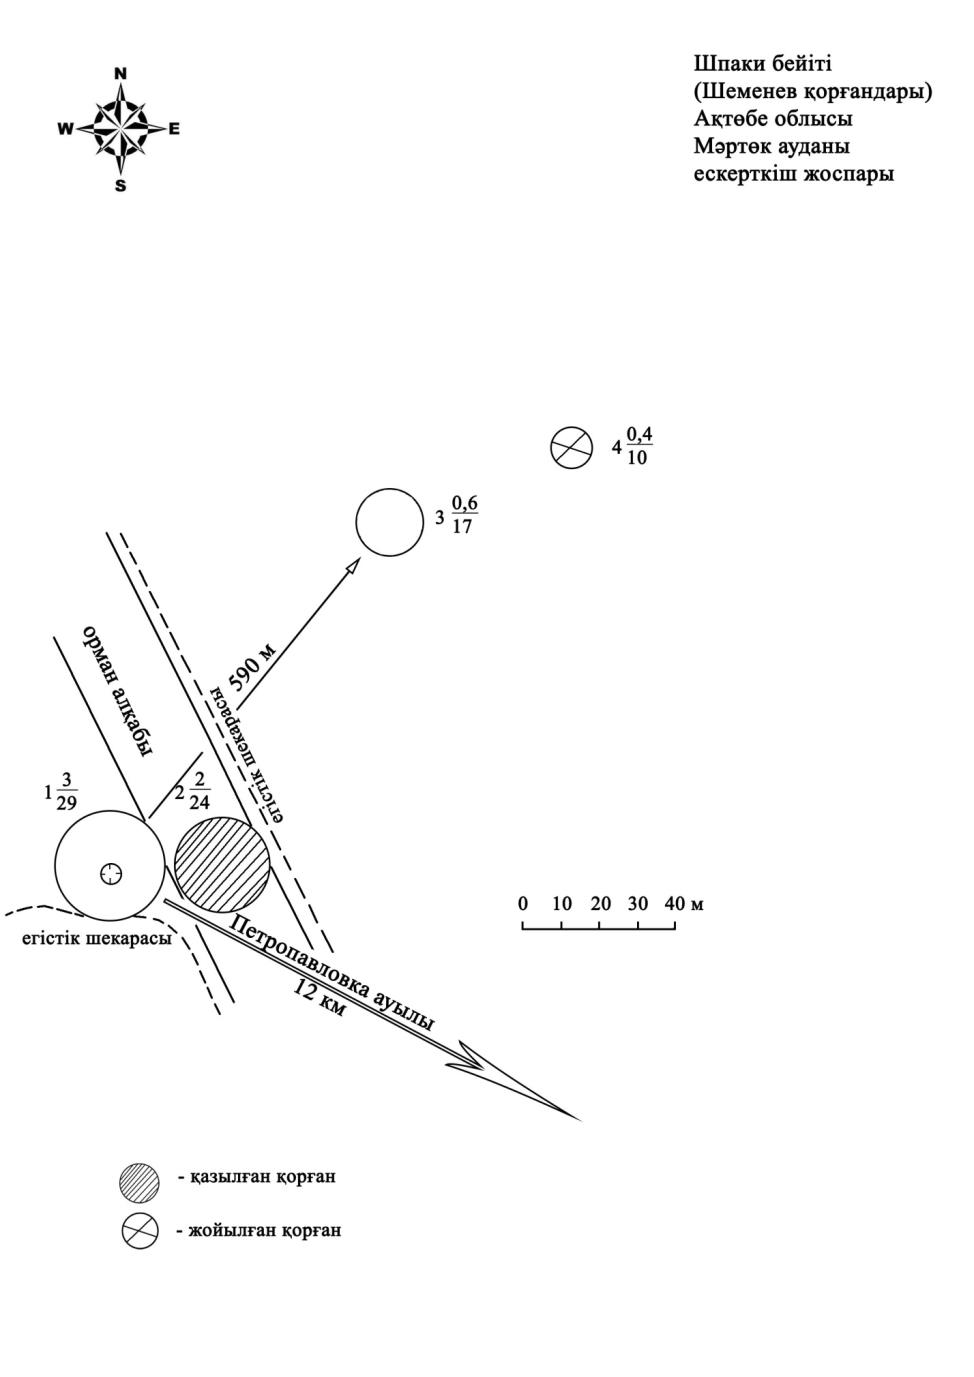 N
W E
S
Шпаки бейіті
(Шеменев қорғандары)
Ақтөбе облысы
Мәртөк ауданы
ескерткіш жоспары
4 0,4
10
3 0,6
17
орман алқабы
590 м
егістік шекарасы
1 3
29
2 2
24
0 10 20 30 40 м
егістік шекарасы
Петропавловка ауылы
12 км
- қазылған қорған
- жойылған қорған